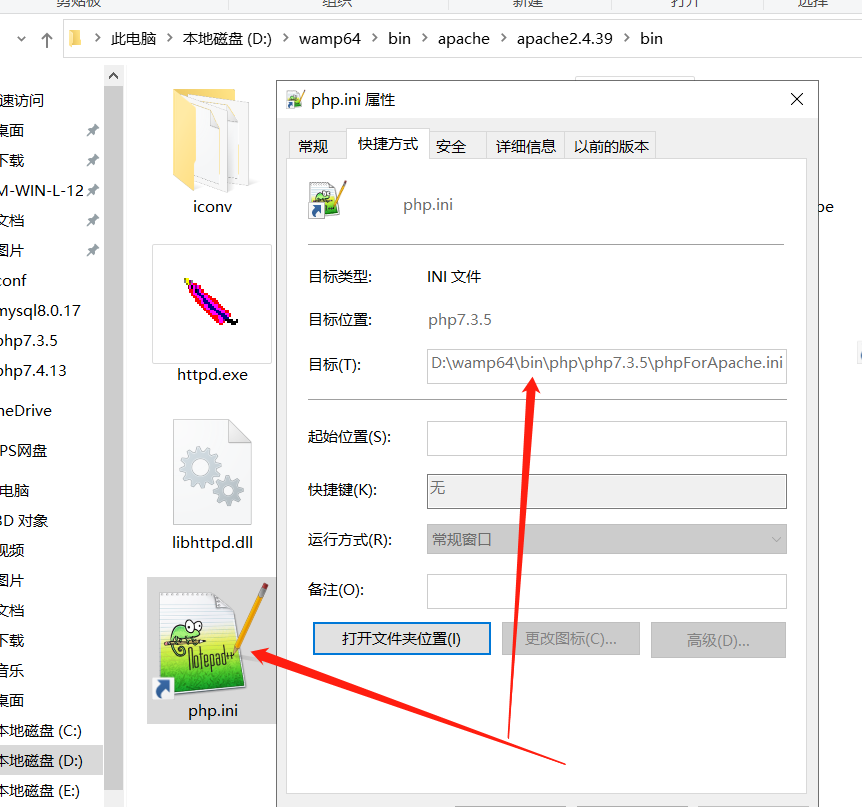 剪贴板 组织 新建 打开 选择
此电脑 本地磁盘 (D:) wamp64 bin apache apache2.4.39 bin
速访问
桌面
下载
M-WIN-L-12
文档
图片
conf
mysql8.0.17
php7.3.5
php7.4.13
neDrive
PS网盘
电脑
3D 对象
视频
图片
文档
下载
音乐
桌面
本地磁盘 (C:)
本地磁盘 (D:)
本地磁盘 (E:)
iconv
httpd.exe
libhttpd.dll
Notepad++
php.ini
pe
php.ini 属性
常规 快捷方式 安全 详细信息 以前的版本
php.ini
目标类型: INI 文件
目标位置: php7.3.5
目标(T): D:\wamp64\bin\php\php7.3.5\phpForApache.ini
起始位置(S):
快捷键(K): 无
运行方式(R): 常规窗口
备注(O):
打开文件夹位置(I) 更改图标(C)... 高级(D)...